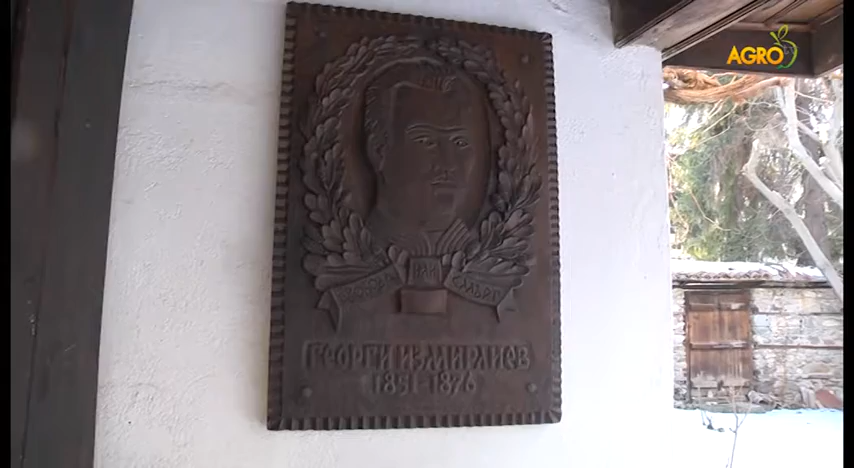 AGRO
СВОБОДА
ИЛИ
СМЪРТ
ГЕОРГИ ИЗМИРЛИЕВ
1851-1876